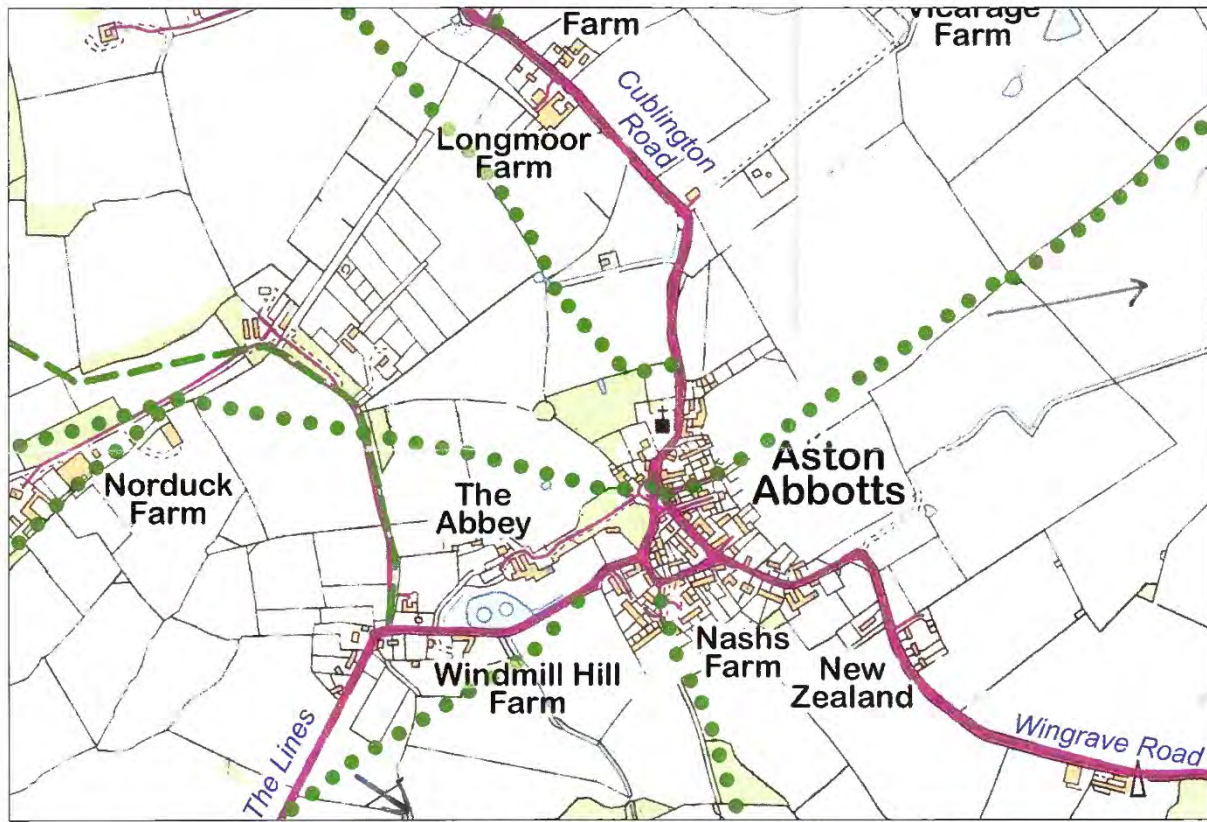 Farm
Vicarage
Farm
Cublington
Road
Longmoor
Farm
Aston
Abbotts
Norduck
Farm
The
Abbey
Nashs
Farm
New
Zealand
Windmill Hill
Farm
The Lines
Wingrave Road